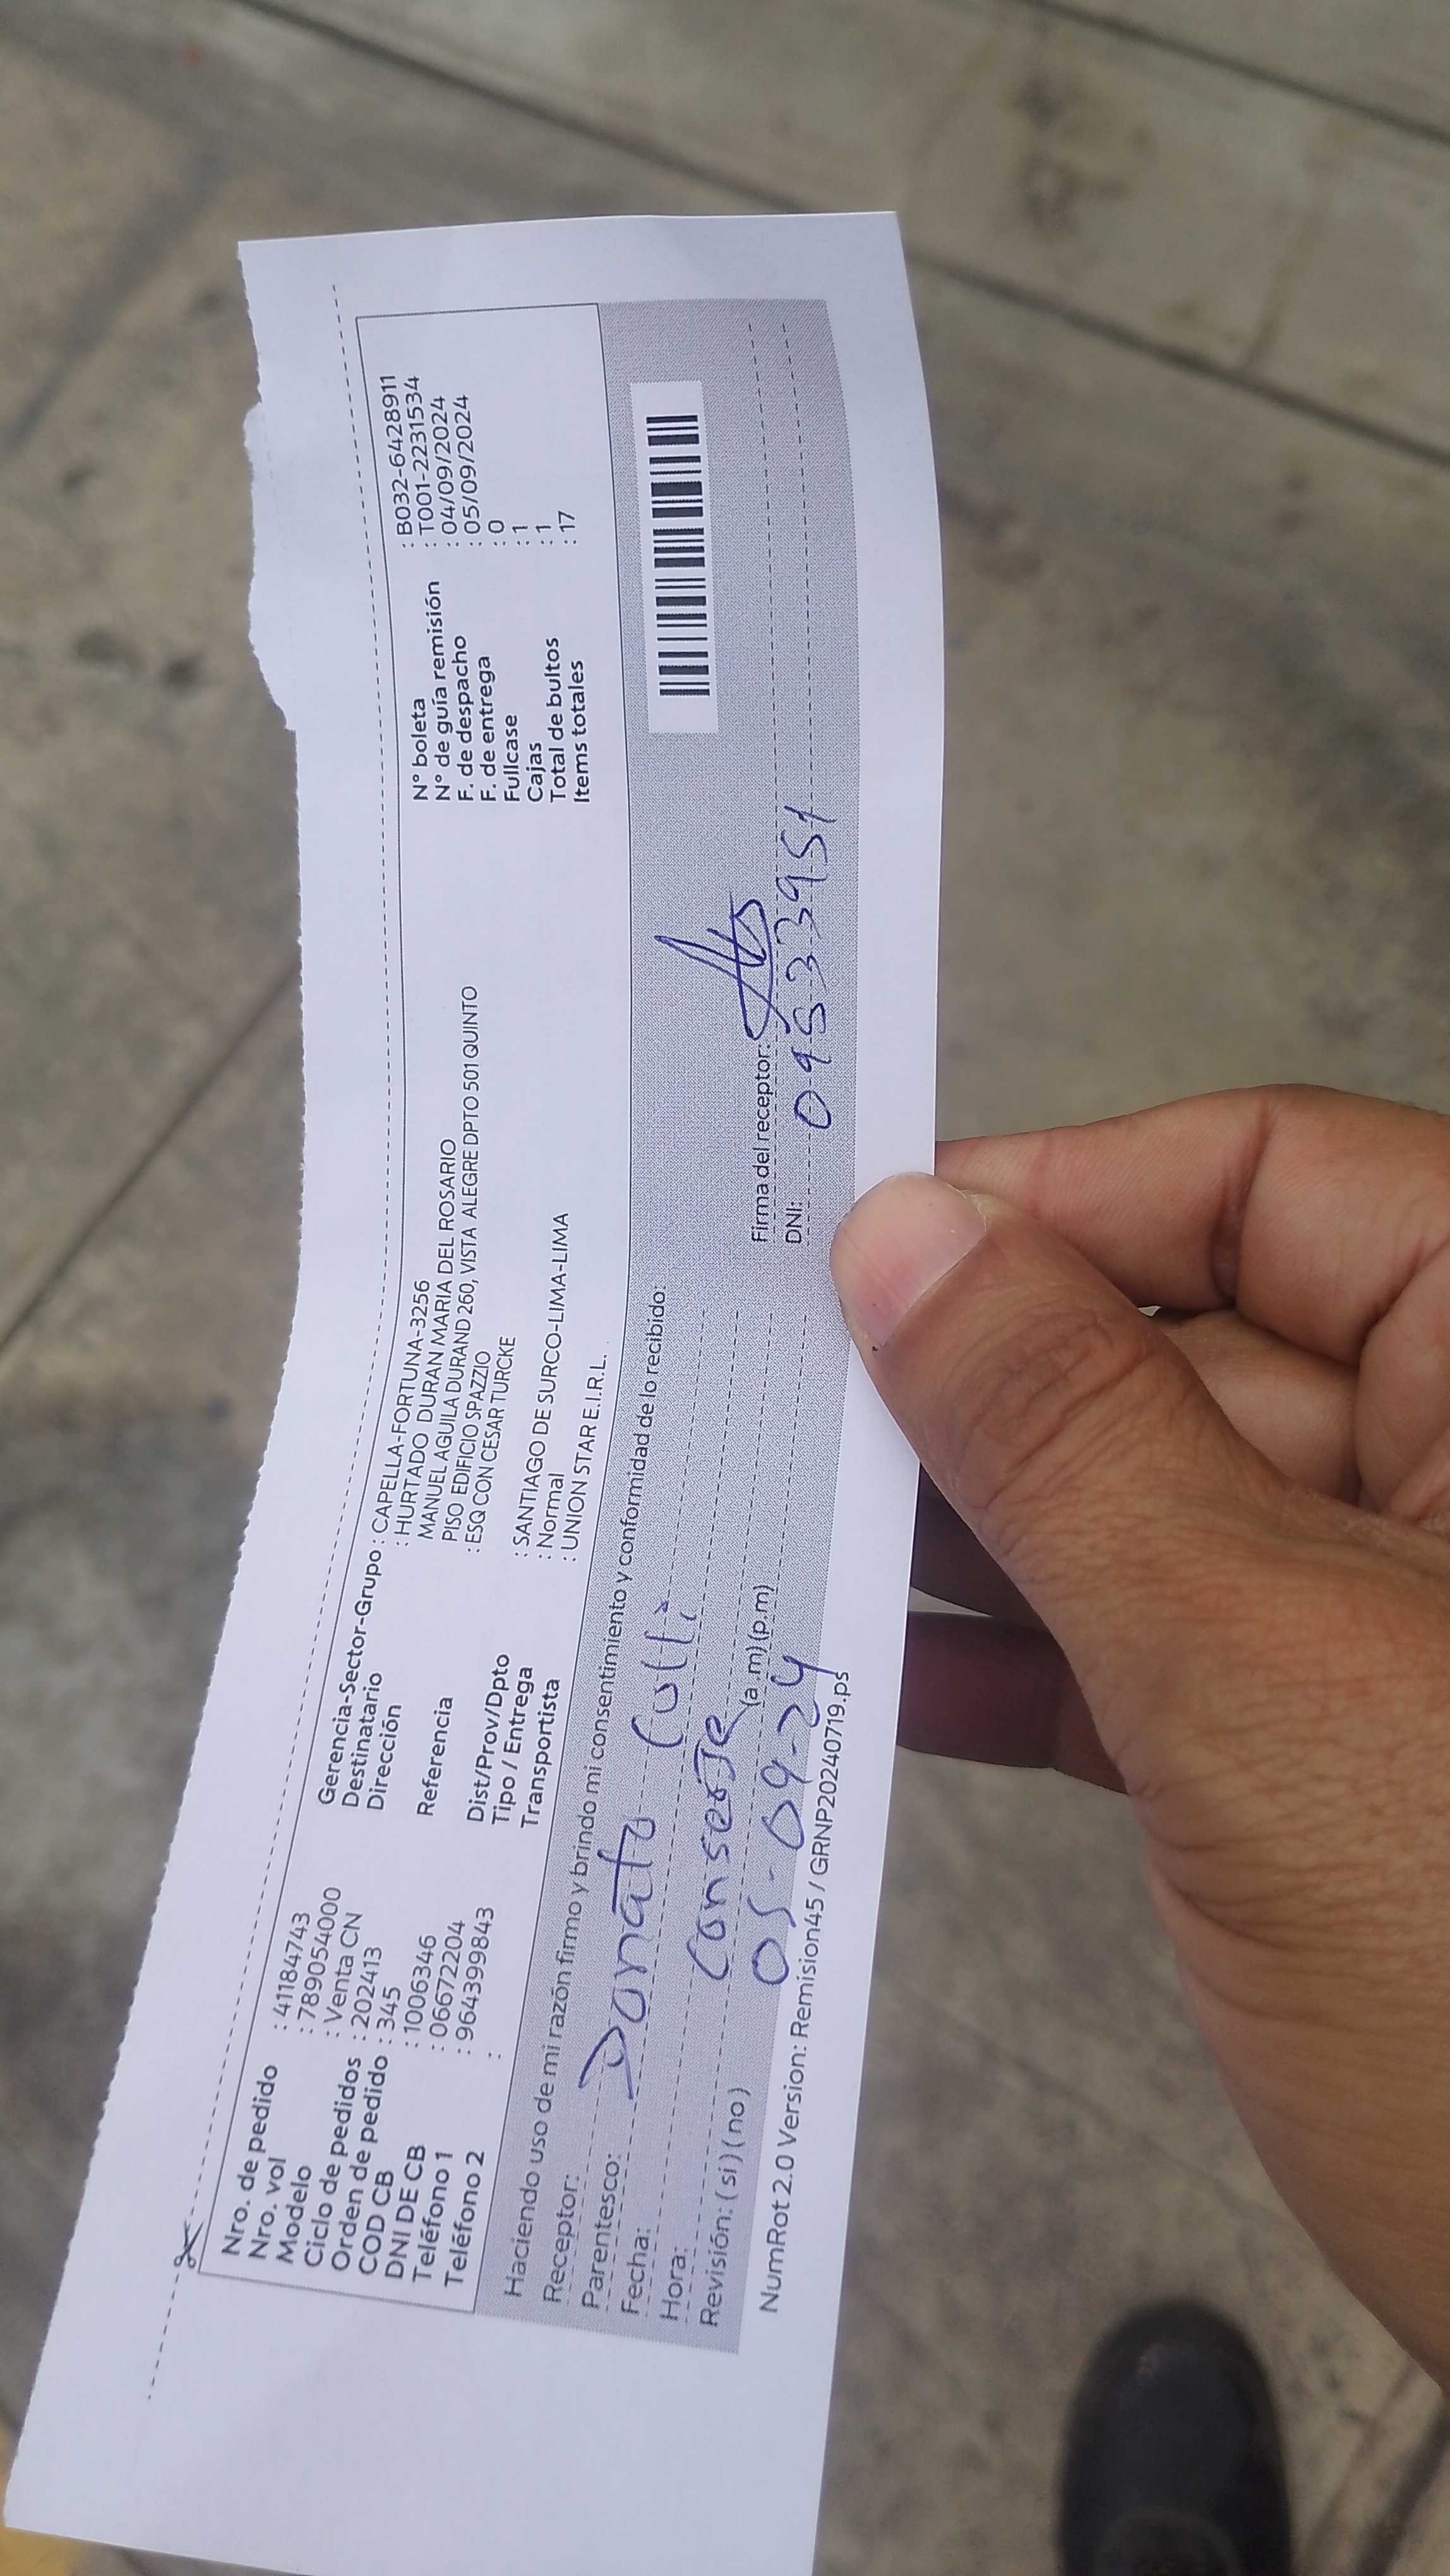 Nro. de pedido : 41184743
Nro. vol : 789054000
Modelo : Venta CN
Ciclo de pedidos : 202413
Orden de pedido : 345
COD CB : 1006346
DNI DE CB : 06672204
Teléfono 1 : 964399843
Teléfono 2 :
Gerencia-Sector-Grupo : CAPELLA-FORTUNA-3256
Destinatario : HURTADO DURAN MARIA DEL ROSARIO
Dirección MANUEL AGUILA DURAND 260, VISTA ALEGRE DPTO 501 QUINTO
PISO EDIFICIO SPAZZIO
Referencia : ESQ CON CESAR TURCKE
Dist/Prov/Dpto : SANTIAGO DE SURCO-LIMA-LIMA
Tipo / Entrega : Normal
Transportista : UNION STAR E.I.R.L.
N° boleta : B032-6428911
N° de guía remisión : T001-2231534
F. de despacho : 04/09/2024
F. de entrega : 05/09/2024
Fullcase : 0
Cajas : 1
Total de bultos : 1
Items totales : 17
Haciendo uso de mi razón firmo y brindo mi consentimiento y conformidad de lo recibido:
Receptor: Donato
Parentesco: Conserje
Fecha: 05-09-24
Hora: (a.m) (p.m)
Revisión: ( si ) ( no )
Firma del receptor:
DNI: 09533951
NumRot 2.0 Version: Remision45 / GRNP20240719.ps